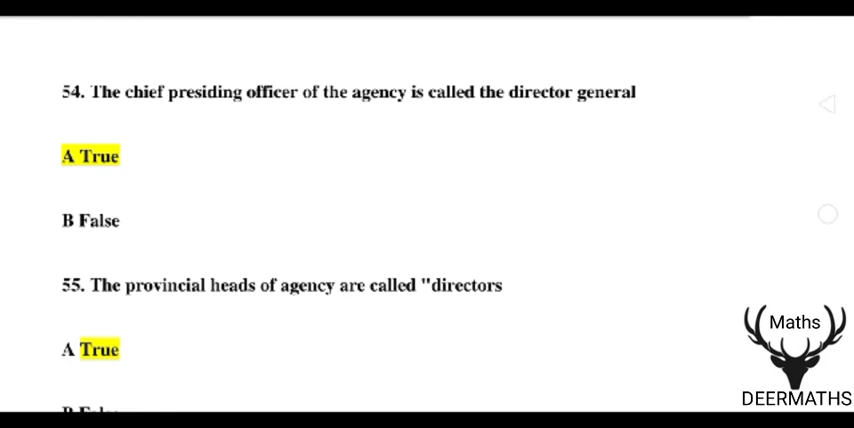 54. The chief presiding officer of the agency is called the director general
A True
B False
55. The provincial heads of agency are called "directors
A True
Maths
DEERMATHS